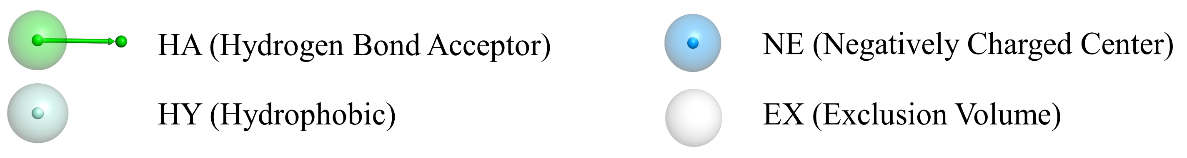 HA (Hydrogen Bond Acceptor)
NE (Negatively Charged Center)
HY (Hydrophobic)
EX (Exclusion Volume)